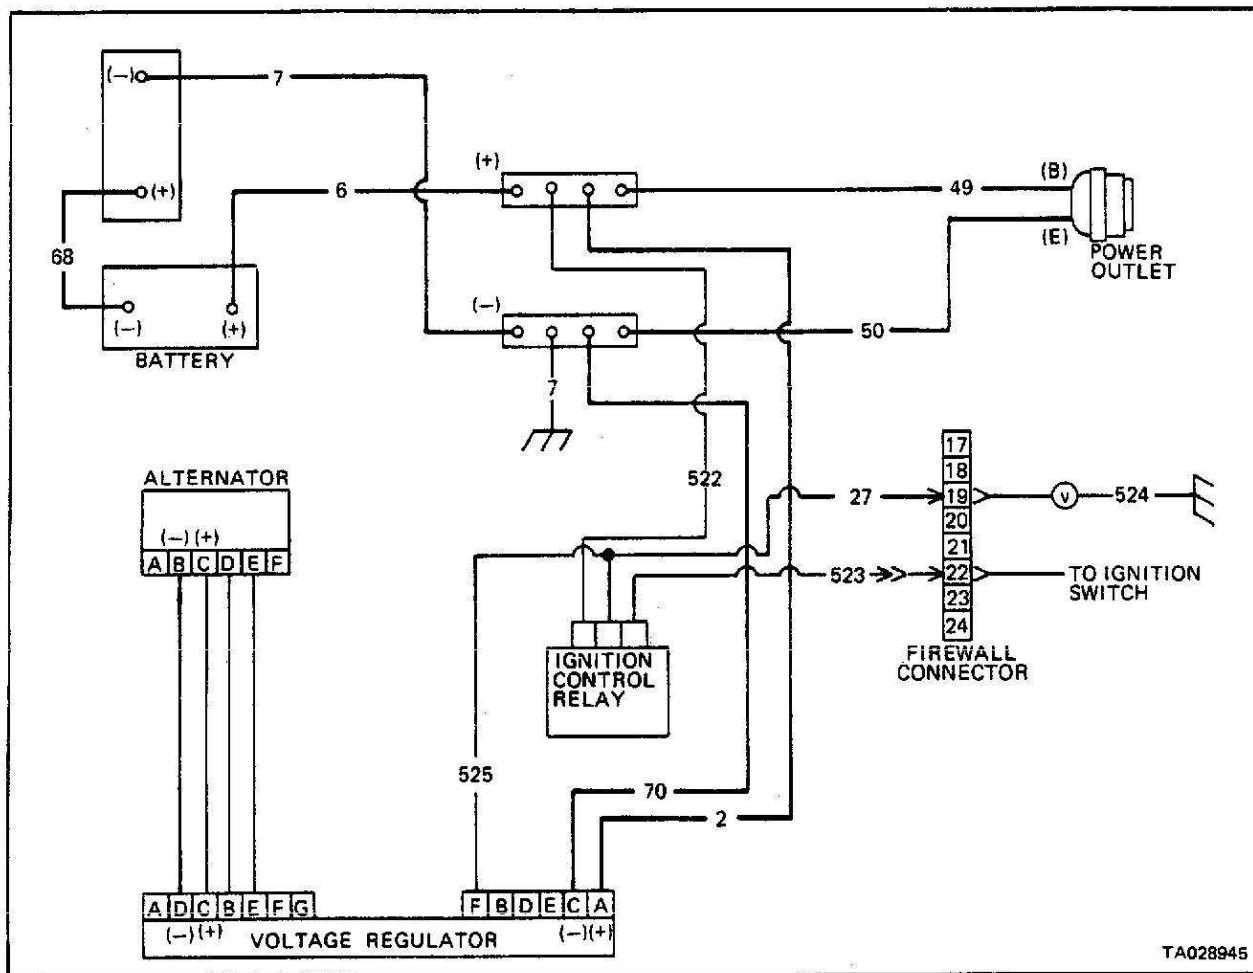 (-)
7
(+)
68
6
(+)
49
(B)
(E)
POWER
OUTLET
(-)
(+)
BATTERY
(-)
50
7
ALTERNATOR
(-) (+)
A B C D E F
522
27
523
17
18
19
20
21
22
23
24
V
524
TO IGNITION
SWITCH
FIREWALL
CONNECTOR
IGNITION
CONTROL
RELAY
525
70
2
A D C B E F G
(-) (+)
VOLTAGE REGULATOR
F B D E C A
(-) (+)
TA028945